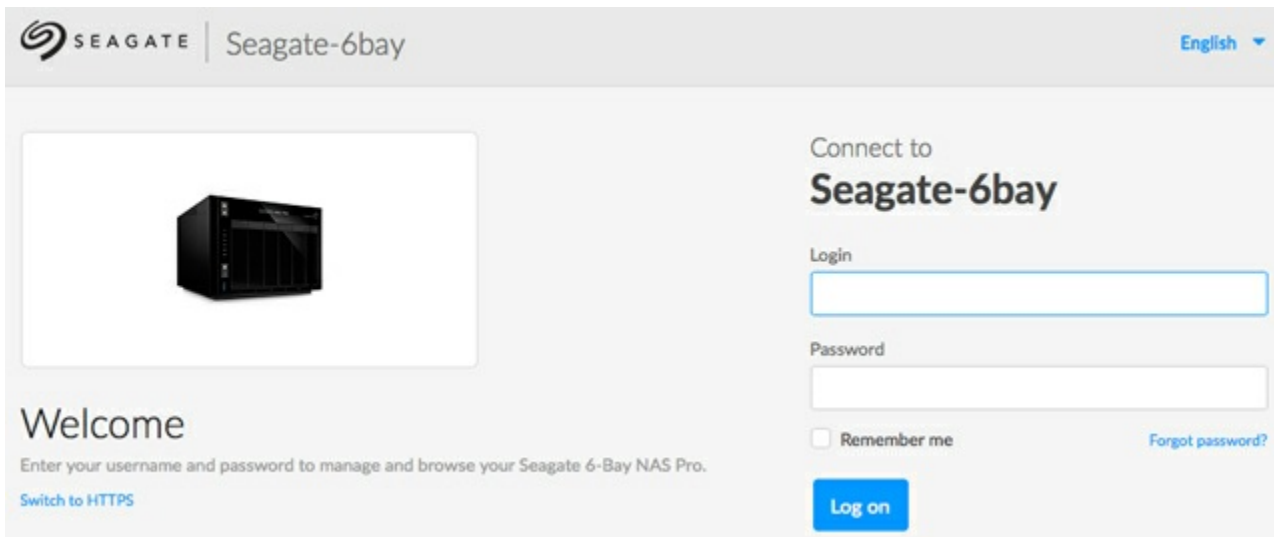 SEAGATE
Seagate-6bay
English
Connect to
Seagate-6bay
Login
Password
Welcome
Remember me
Forgot password?
Enter your username and password to manage and browse your Seagate 6-Bay NAS Pro.
Switch to HTTPS
Log on